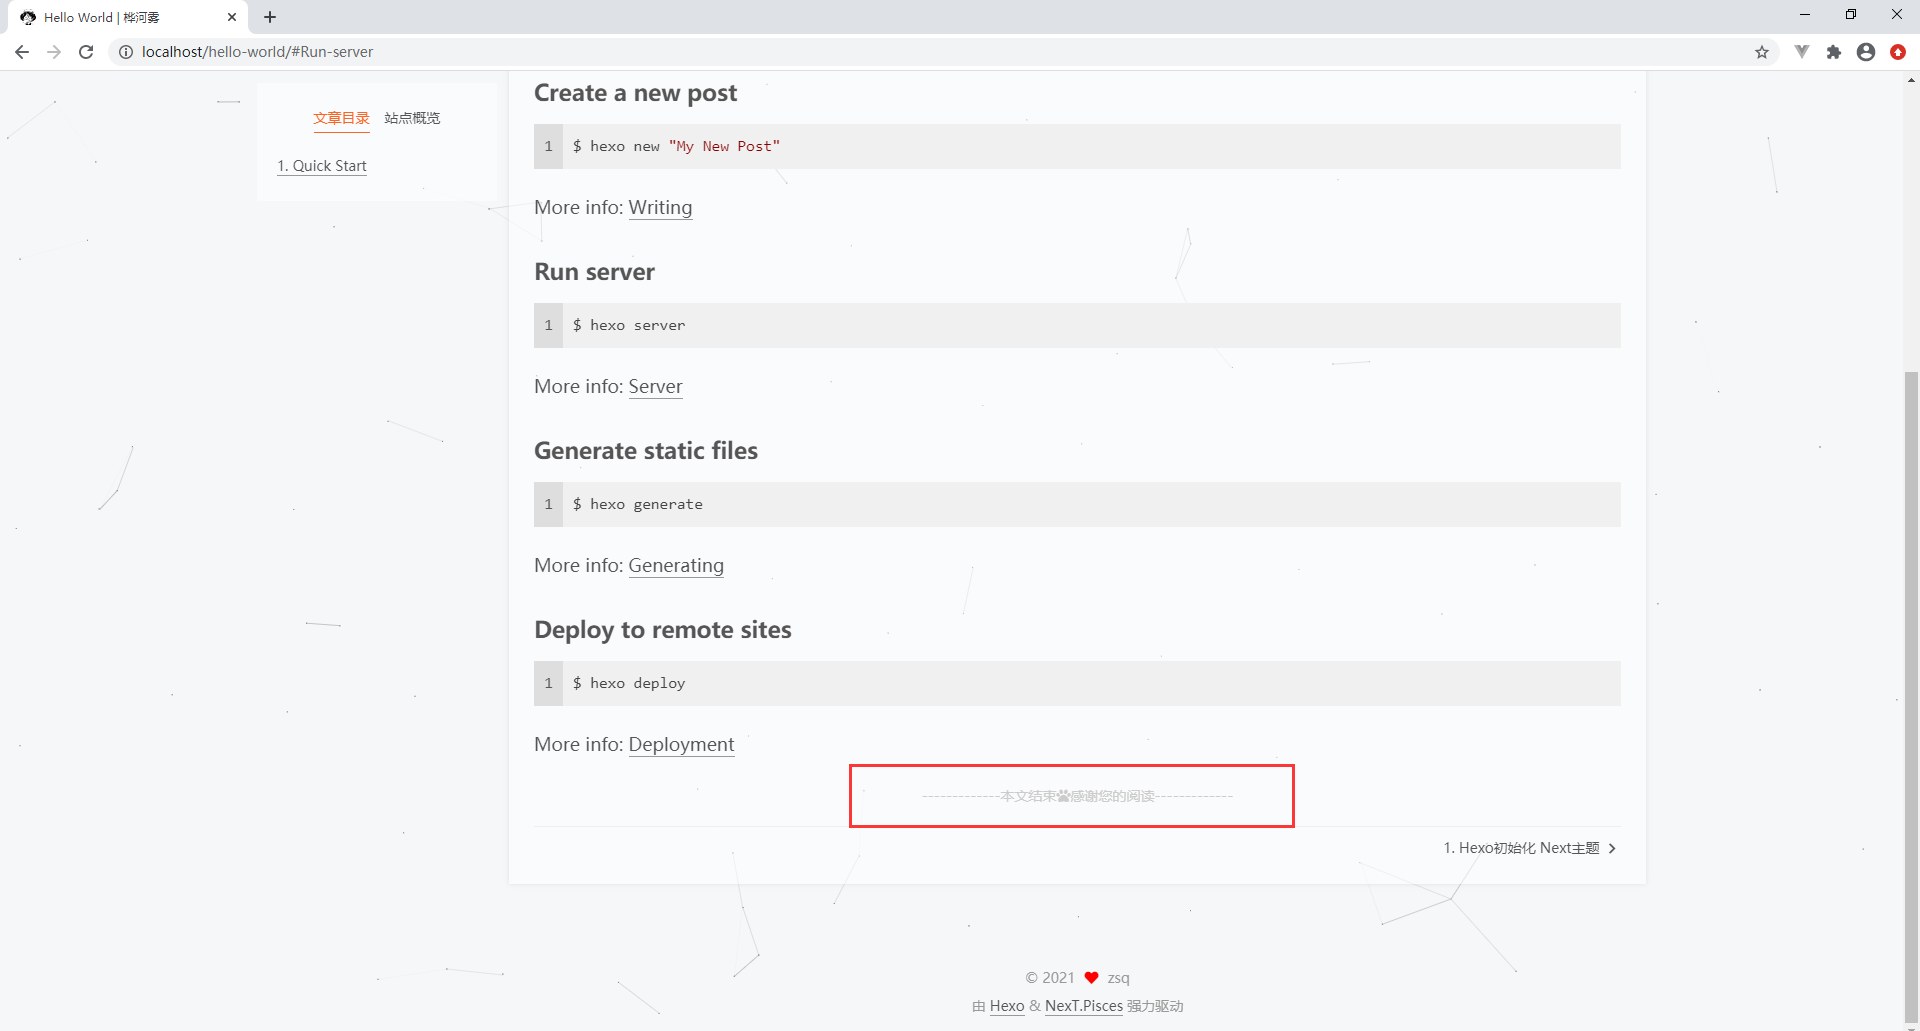 Hello World | 桦河雾
localhost/hello-world/#Run-server
文章目录 站点概览
1. Quick Start
Create a new post
1 $ hexo new "My New Post"
More info: Writing
Run server
1 $ hexo server
More info: Server
Generate static files
1 $ hexo generate
More info: Generating
Deploy to remote sites
1 $ hexo deploy
More info: Deployment
-------------本文结束感谢您的阅读-------------
1. Hexo初始化 Next主题
© 2021 zsq
由 Hexo & NexT.Pisces 强力驱动